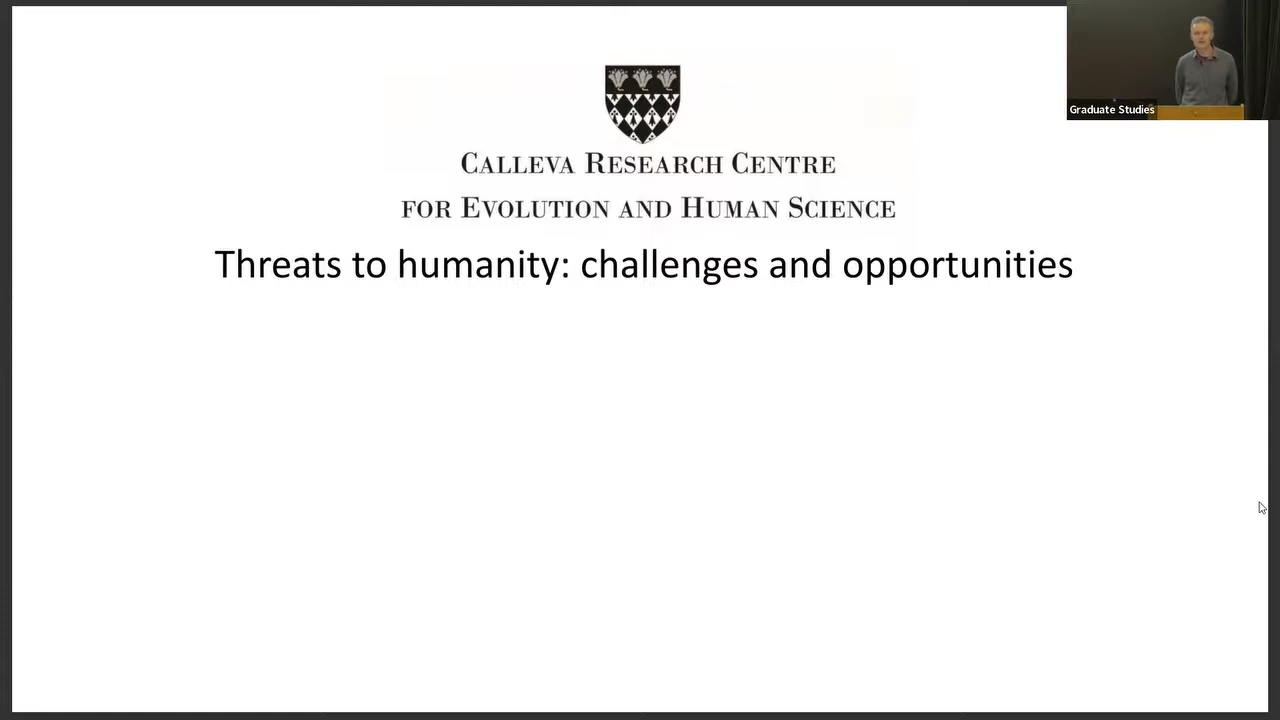 Graduate Studies
CALLEVA RESEARCH CENTRE
FOR EVOLUTION AND HUMAN SCIENCE
Threats to humanity: challenges and opportunities